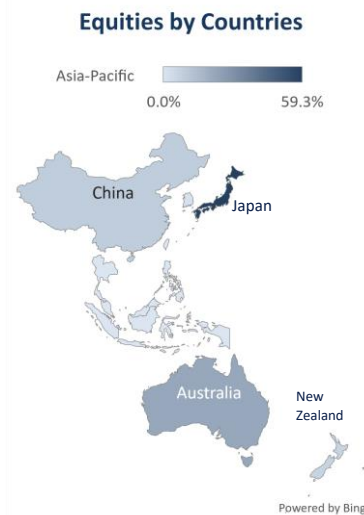 Equities by Countries
Asia-Pacific
0.0% 59.3%
China
Japan
Australia
New
Zealand
Powered by Bing